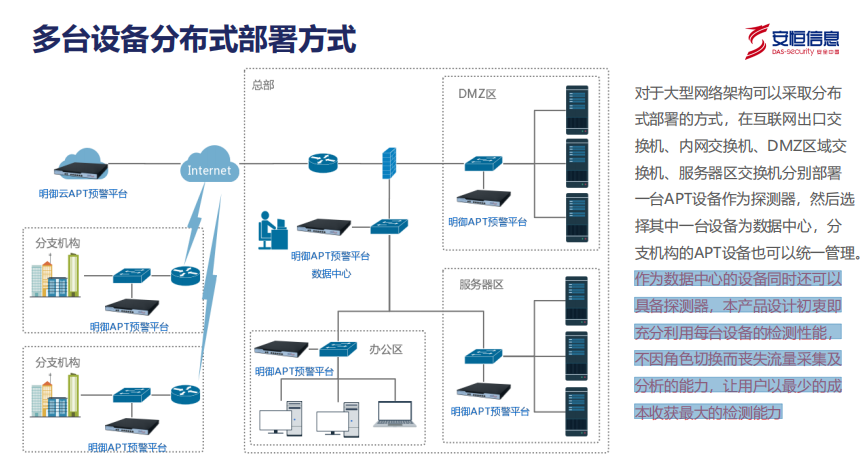 多台设备分布式部署方式
安恒信息
DAS-security 安全中国
总部
DMZ区
明御APT预警平台
Internet
明御云APT预警平台
明御APT预警平台
数据中心
分支机构
明御APT预警平台
分支机构
明御APT预警平台
办公区
明御APT预警平台
服务器区
明御APT预警平台
对于大型网络架构可以采取分布
式部署的方式，在互联网出口交
换机、内网交换机、DMZ区域交
换机、服务器区交换机分别部署
一台APT设备作为探测器，然后选
择其中一台设备为数据中心，分
支机构的APT设备也可以统一管理。
作为数据中心的设备同时还可以
具备探测器，本产品设计初衷即
充分利用每台设备的检测性能，
不因角色切换而丧失流量采集及
分析的能力，让用户以最少的成
本收获最大的检测能力